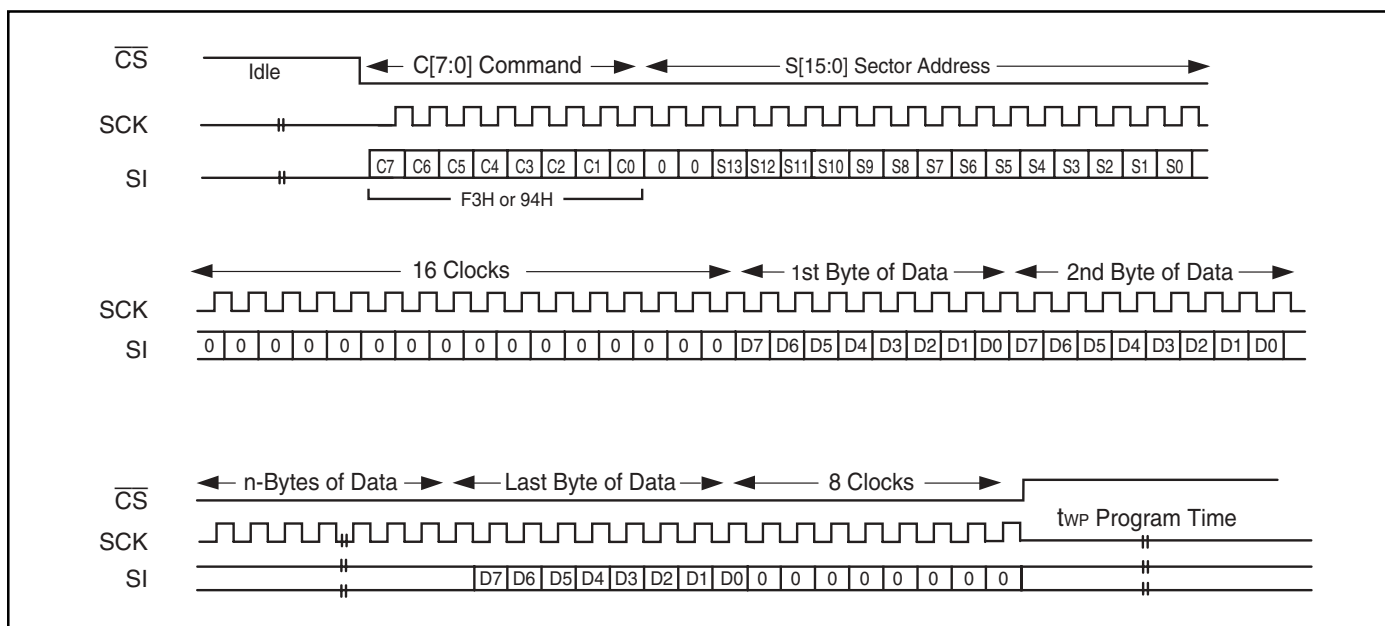 CS
Idle
C[7:0] Command
S[15:0] Sector Address
SCK
SI
C7 C6 C5 C4 C3 C2 C1 C0 0 0 S13 S12 S11 S10 S9 S8 S7 S6 S5 S4 S3 S2 S1 S0
F3H or 94H
16 Clocks
1st Byte of Data
2nd Byte of Data
SCK
SI
0 0 0 0 0 0 0 0 0 0 0 0 0 0 0 0 D7 D6 D5 D4 D3 D2 D1 D0 D7 D6 D5 D4 D3 D2 D1 D0
n-Bytes of Data
Last Byte of Data
8 Clocks
CS
SCK
tWP Program Time
SI
D7 D6 D5 D4 D3 D2 D1 D0 0 0 0 0 0 0 0 0